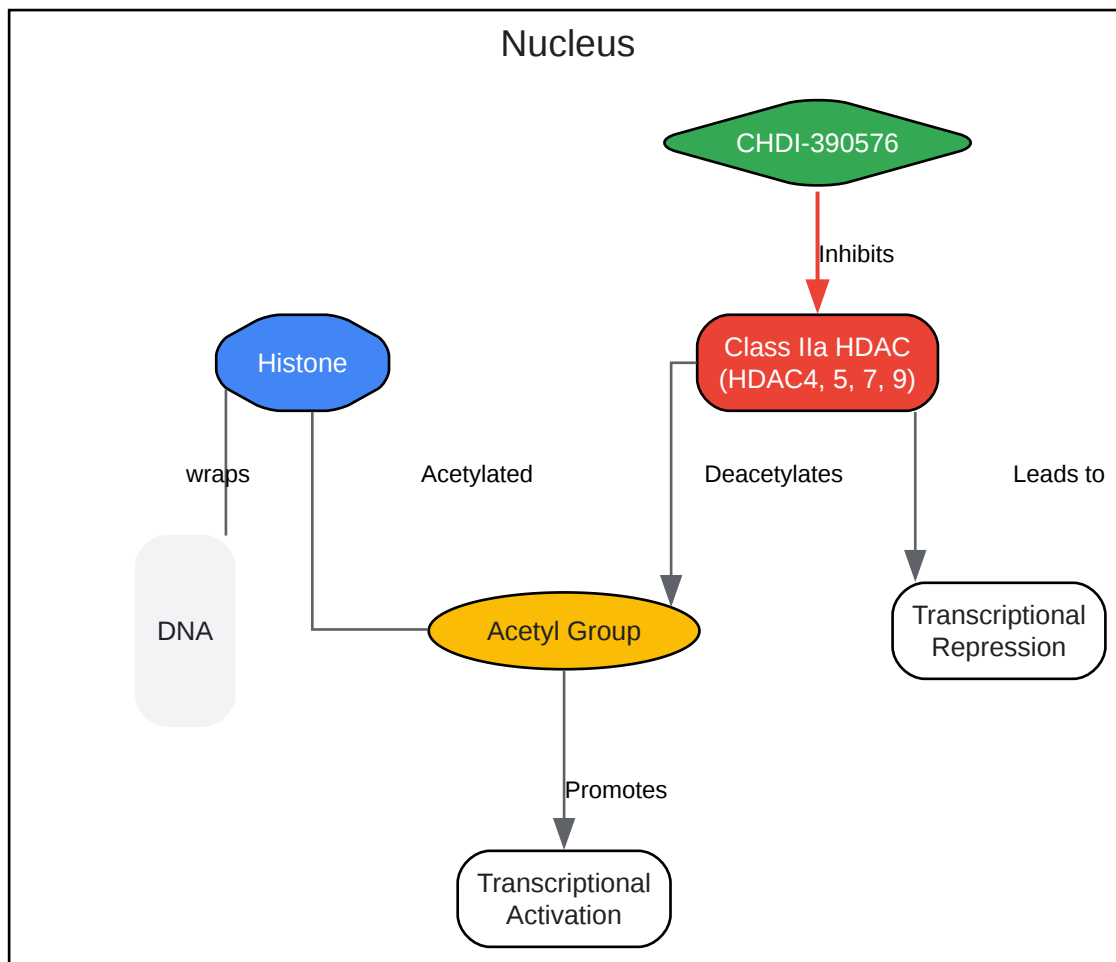 Nucleus
CHDI-390576
Inhibits
Histone
Class IIa HDAC
(HDAC4, 5, 7, 9)
wraps
Acetylated
Deacetylates
Leads to
DNA
Acetyl Group
Transcriptional
Repression
Promotes
Transcriptional
Activation